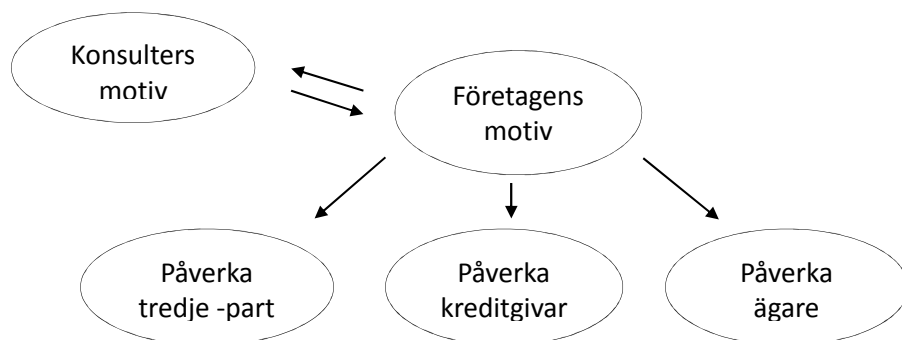 Konsulters
motiv
Företagens
motiv
Påverka
tredje -part
Påverka
kreditgivar
Påverka
ägare